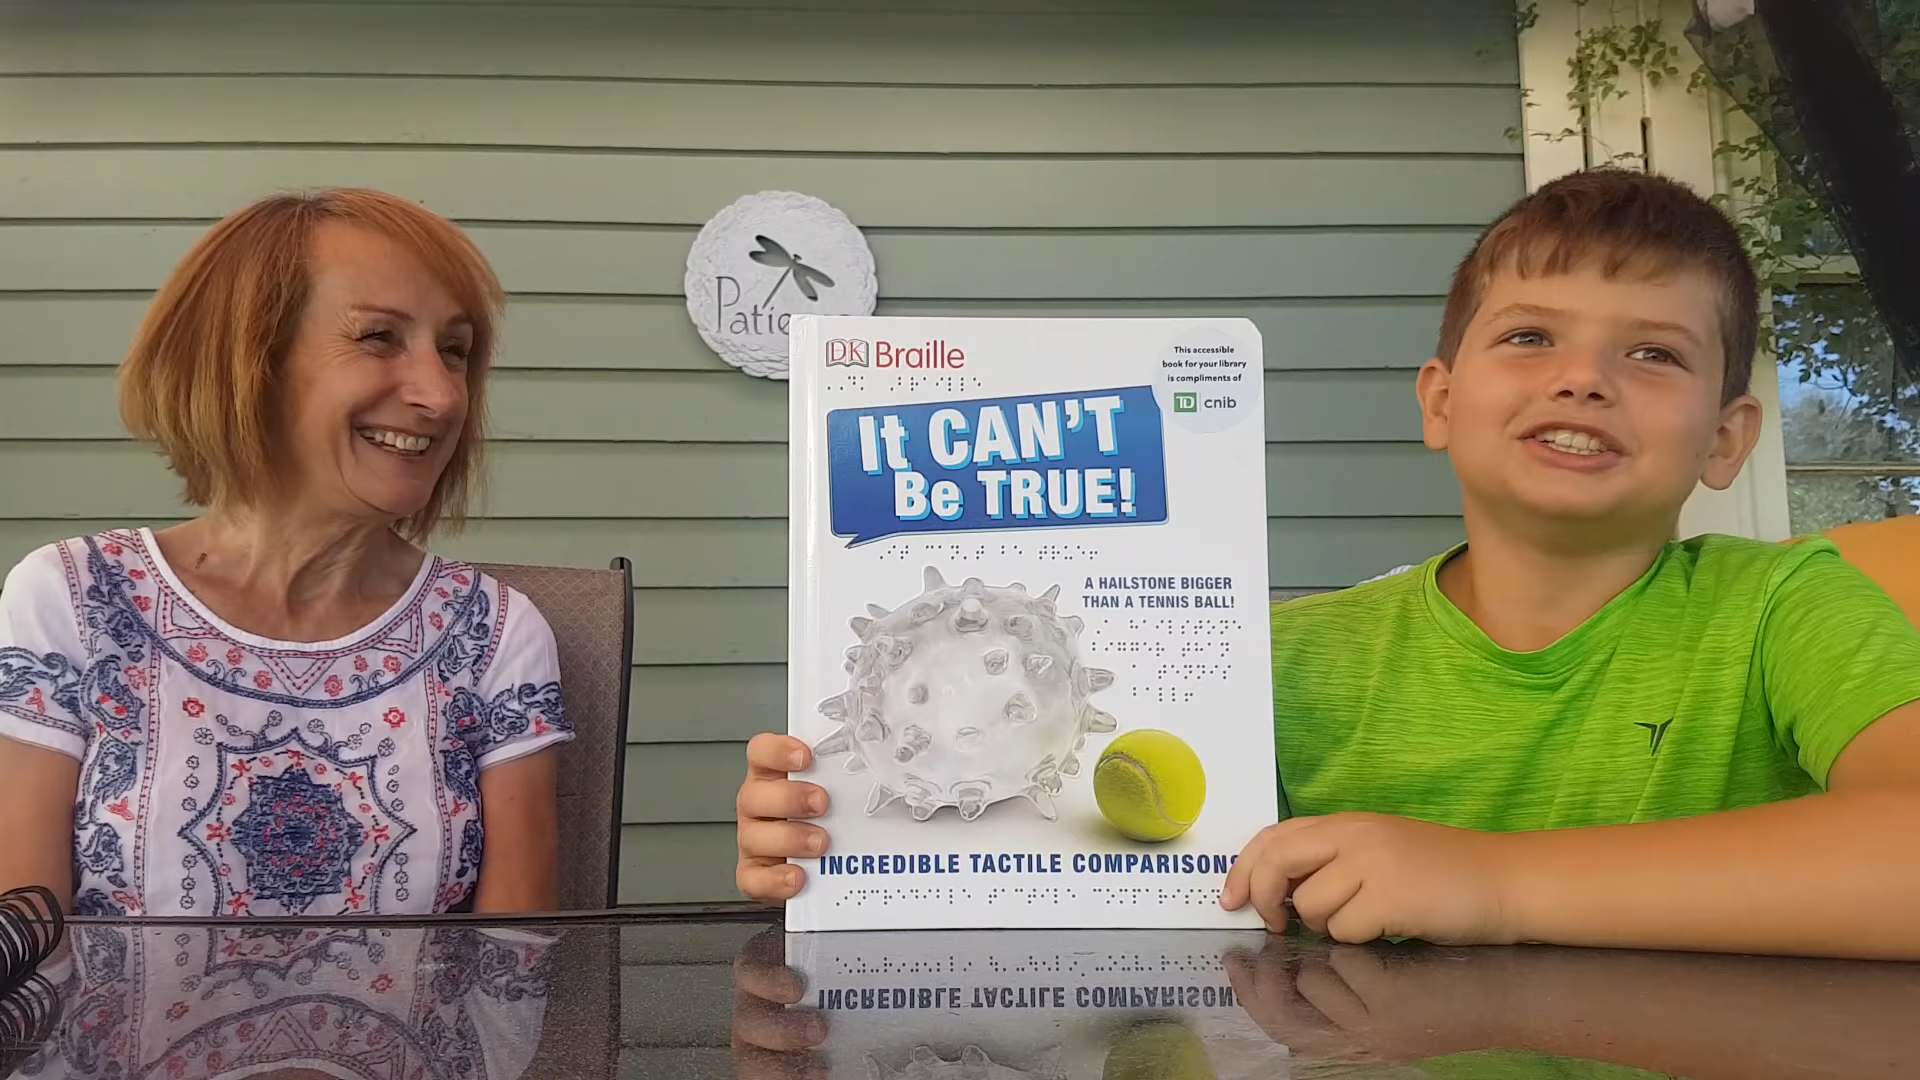 Patie
DK Braille
This accessible
book for your library
is compliments of
TD cnib
It CAN'T
Be TRUE!
A HAILSTONE BIGGER
THAN A TENNIS BALL!
INCREDIBLE TACTILE COMPARISONS